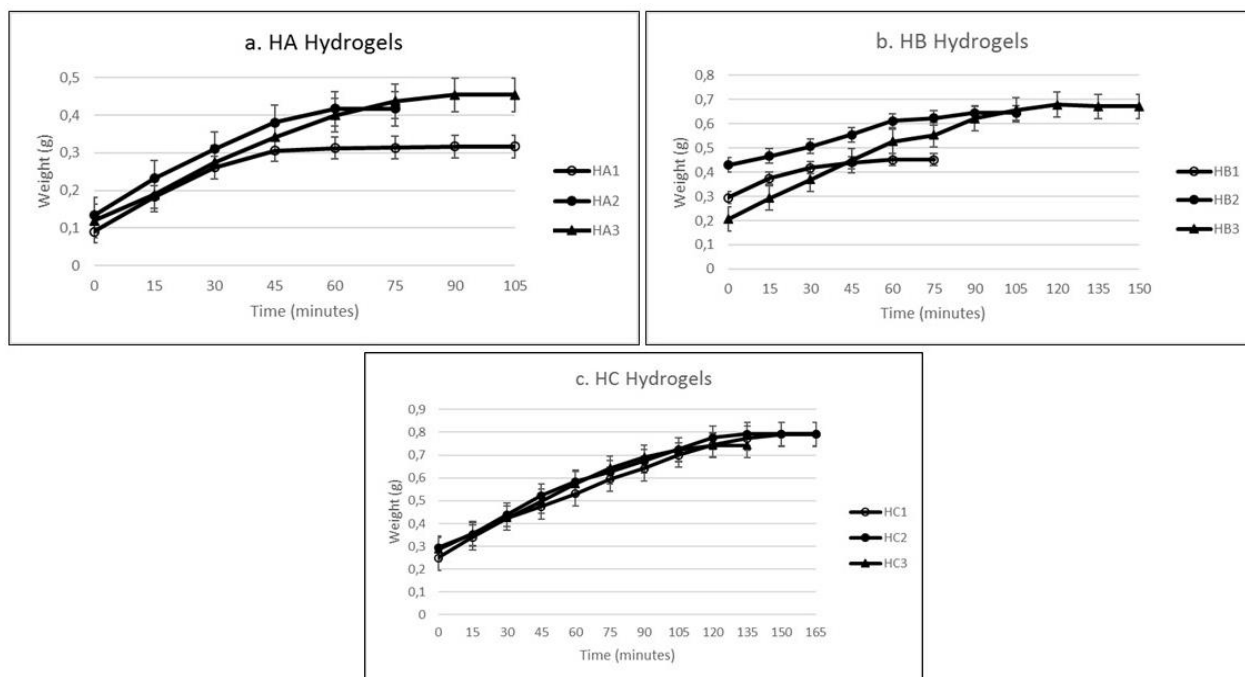 a. HA Hydrogels
Weight (g)
0,5
0,4
0,3
0,2
0,1
0
0 15 30 45 60 75 90 105
Time (minutes)
HA1
HA2
HA3
b. HB Hydrogels
Weight (g)
0,8
0,7
0,6
0,5
0,4
0,3
0,2
0,1
0
0 15 30 45 60 75 90 105 120 135 150
Time (minutes)
HB1
HB2
HB3
c. HC Hydrogels
Weight (g)
0,9
0,8
0,7
0,6
0,5
0,4
0,3
0,2
0,1
0
0 15 30 45 60 75 90 105 120 135 150 165
Time (minutes)
HC1
HC2
HC3